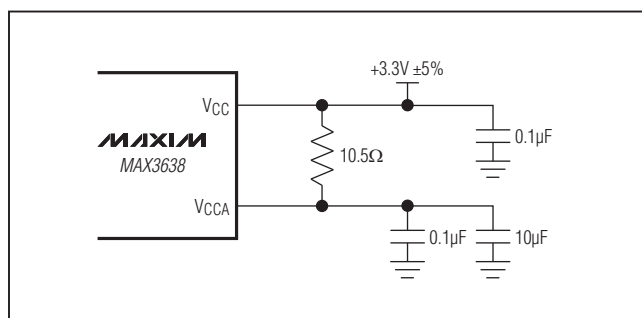 +3.3V ±5%
VCC
0.1µF
MAXIM
MAX3638
10.5Ω
VCCA
0.1µF
10µF